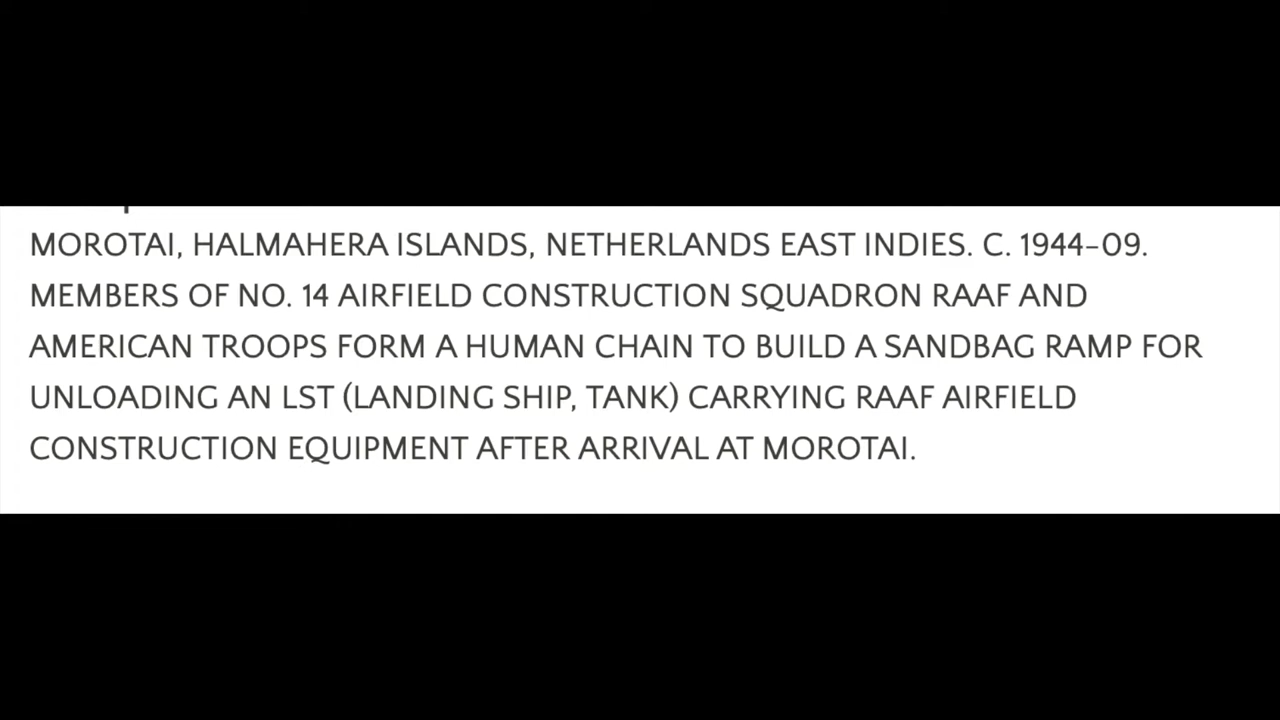 MOROTAI, HALMAHERA ISLANDS, NETHERLANDS EAST INDIES. C. 1944-09.
MEMBERS OF NO. 14 AIRFIELD CONSTRUCTION SQUADRON RAAF AND
AMERICAN TROOPS FORM A HUMAN CHAIN TO BUILD A SANDBAG RAMP FOR
UNLOADING AN LST (LANDING SHIP, TANK) CARRYING RAAF AIRFIELD
CONSTRUCTION EQUIPMENT AFTER ARRIVAL AT MOROTAI.